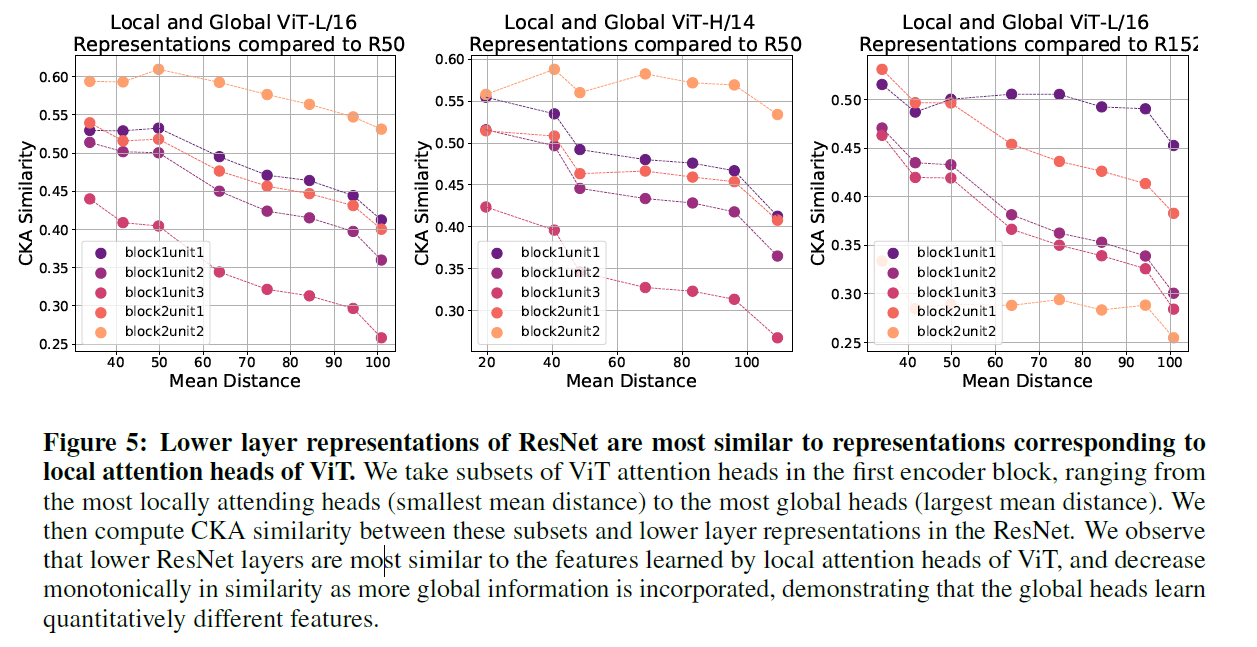 Local and Global ViT-L/16
Representations compared to R50
CKA Similarity
0.60
0.55
0.50
0.45
0.40
0.35
0.30
0.25
block1unit1
block1unit2
block1unit3
block2unit1
block2unit2
40 50 60 70 80 90 100
Mean Distance
Local and Global ViT-H/14
Representations compared to R50
CKA Similarity
0.60
0.55
0.50
0.45
0.40
0.35
0.30
block1unit1
block1unit2
block1unit3
block2unit1
block2unit2
20 40 60 80 100
Mean Distance
Local and Global ViT-L/16
Representations compared to R152
CKA Similarity
0.50
0.45
0.40
0.35
0.30
0.25
block1unit1
block1unit2
block1unit3
block2unit1
block2unit2
40 50 60 70 80 90 100
Mean Distance
Figure 5: Lower layer representations of ResNet are most similar to representations corresponding to
local attention heads of ViT. We take subsets of ViT attention heads in the first encoder block, ranging from
the most locally attending heads (smallest mean distance) to the most global heads (largest mean distance). We
then compute CKA similarity between these subsets and lower layer representations in the ResNet. We observe
that lower ResNet layers are most similar to the features learned by local attention heads of ViT, and decrease
monotonically in similarity as more global information is incorporated, demonstrating that the global heads learn
quantitatively different features.